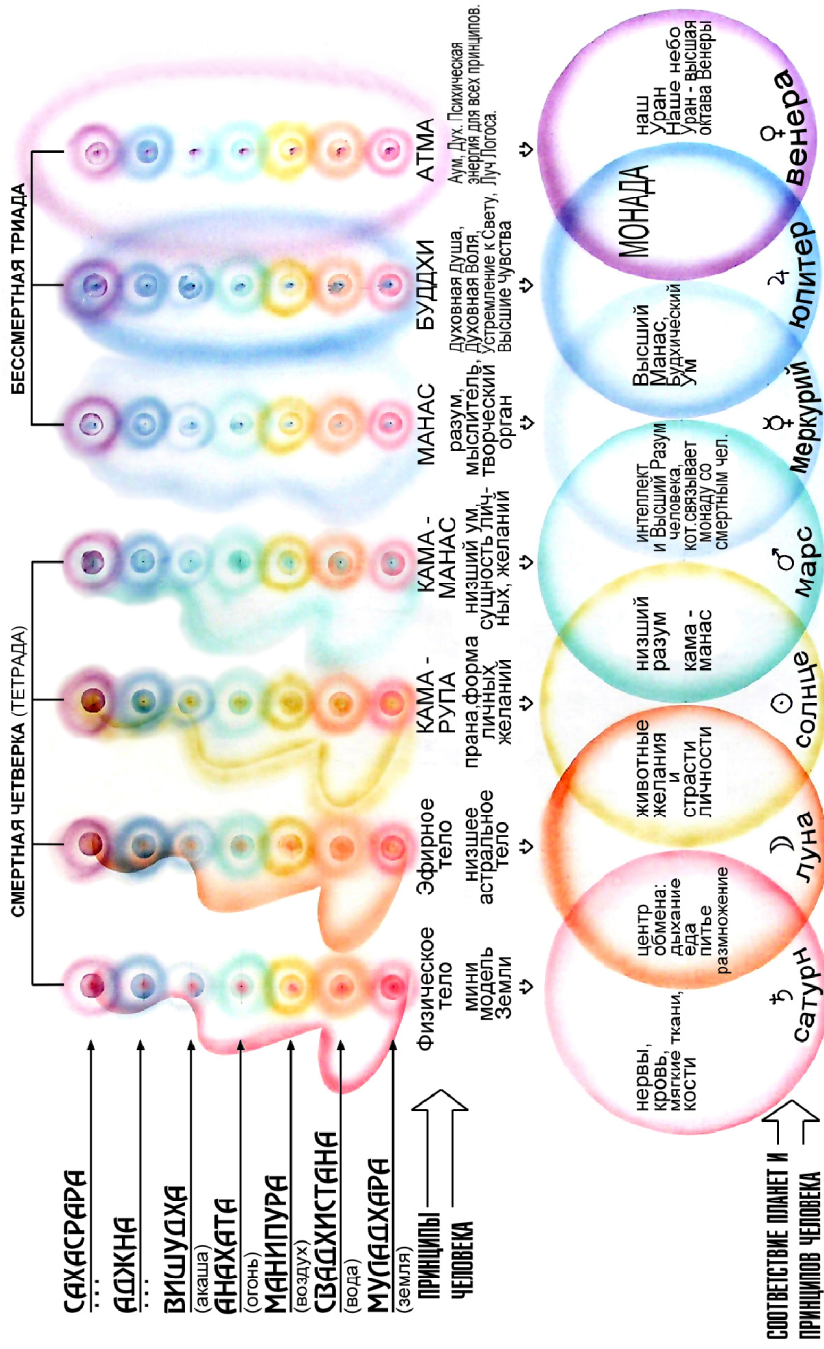 СМЕРТНАЯ ЧЕТВЕРКА (ТЕТРАДА)
БЕССМЕРТНАЯ ТРИАДА
САХАСРАРА
...
АДЖНА
...
ВИШУДХА
(акаша)
АНАХАТА
(огонь)
МАНИПУРА
(воздух)
СВАДХИСТАНА
(вода)
МУЛАДХАРА
(земля)
ПРИНЦИПЫ
ЧЕЛОВЕКА
Физическое
тело
мини
модель
Земли
Эфирное
тело
низшее
астральное
тело
КАМА -
РУПА
прана,форма
личных
желаний
КАМА -
МАНАС
низший ум,
сущность лич-
ных, желаний
МАНАС
разум,
мыслитель,
творческий
орган
БУДДХИ
Духовная Душа,
Духовная Воля,
Устремление к Свету,
Высшие Чувства
АТМА
Аум, Дух. Психическая
энергия для всех принципов.
Луч Логоса.
нервы,
кровь,
мягкие ткани,
кости
♄
сатурн
центр
обмена:
дыхание
еда
питье
размножение
☽
луна
животные
желания
и
страсти
личности
☉
солнце
низший
разум
кама -
манас
♂
марс
интеллект
и Высший Разум
человека,
кот.связывает
монаду со
смертным чел.
☿
меркурий
Высший
Манас,
Будхический
Ум
♃
юпитер
МОНАДА
наш
Уран
Наше небо
Уран - высшая
октава Венеры
♀
венера
СООТВЕТСТВИЕ ПЛАНЕТ И
ПРИНЦИПОВ ЧЕЛОВЕКА